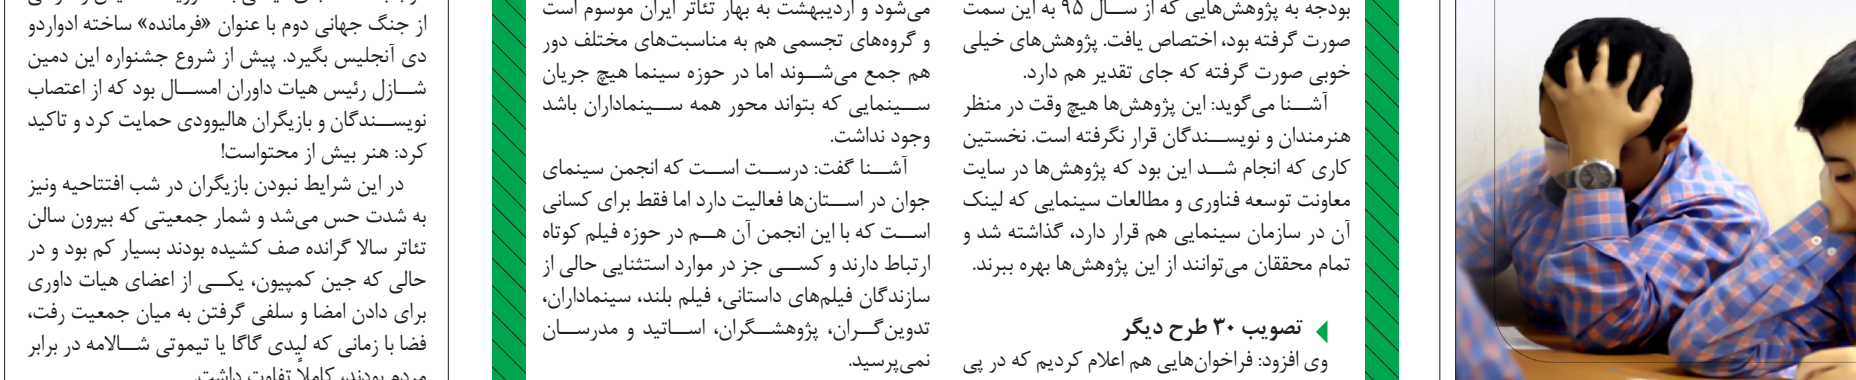 بودجه به پژوهش‌هایی که از سال ۹۵ به این سمت
صورت گرفته بود، اختصاص یافت. پژوهش‌های خیلی
خوبی صورت گرفته که جای تقدیر هم دارد.
آشنا می‌گوید: این پژوهش‌ها هیچ وقت در منظر
هنرمندان و نویسندگان قرار نگرفته است. نخستین
کاری که انجام شد این بود که پژوهش‌ها در سایت
معاونت توسعه فناوری و مطالعات سینمایی که لینک
آن در سازمان سینمایی هم قرار دارد، گذاشته شد و
تمام محققان می‌توانند از این پژوهش‌ها بهره ببرند.
تصویب ۳۰ طرح دیگر
وی افزود: فراخوان‌هایی هم اعلام کردیم که در پی
می‌شود و اردیبهشت به بهار تئاتر ایران موسوم است
و گروه‌های تجسمی هم به مناسبت‌های مختلف دور
هم جمع می‌شوند اما در حوزه سینما هیچ جریان
سینمایی که بتواند محور همه سینماداران باشد
وجود نداشت.
آشنا گفت: درست است که انجمن سینمای
جوان در استان‌ها فعالیت دارد اما فقط برای کسانی
است که با این انجمن آن هم در حوزه فیلم کوتاه
ارتباط دارند و کسی جز در موارد استثنایی حالی از
سازندگان فیلم‌های داستانی، فیلم بلند، سینماداران،
تدوین‌گران، پژوهشگران، اساتید و مدرسان
نمی‌پرسید.
از جنگ جهانی دوم با عنوان «فرمانده» ساخته ادواردو
دی آنجلیس بگیرد. پیش از شروع جشنواره این دمین
شازل رئیس هیات داوران امسال بود که از اعتصاب
نویسندگان و بازیگران هالیوودی حمایت کرد و تاکید
کرد: هنر بیش از محتواست!
در این شرایط نبودن بازیگران در شب افتتاحیه ونیز
به شدت حس می‌شد و شمار جمعیتی که بیرون سالن
تئاتر سالا گرانده صف کشیده بودند بسیار کم بود و در
حالی که جین کمپیون، یکی از اعضای هیات داوری
برای دادن امضا و سلفی گرفتن به میان جمعیت رفت،
فضا با زمانی که لیدی گاگا یا تیموتی شالامه در برابر
مردم بودند، کاملاً تفاوت داشت.